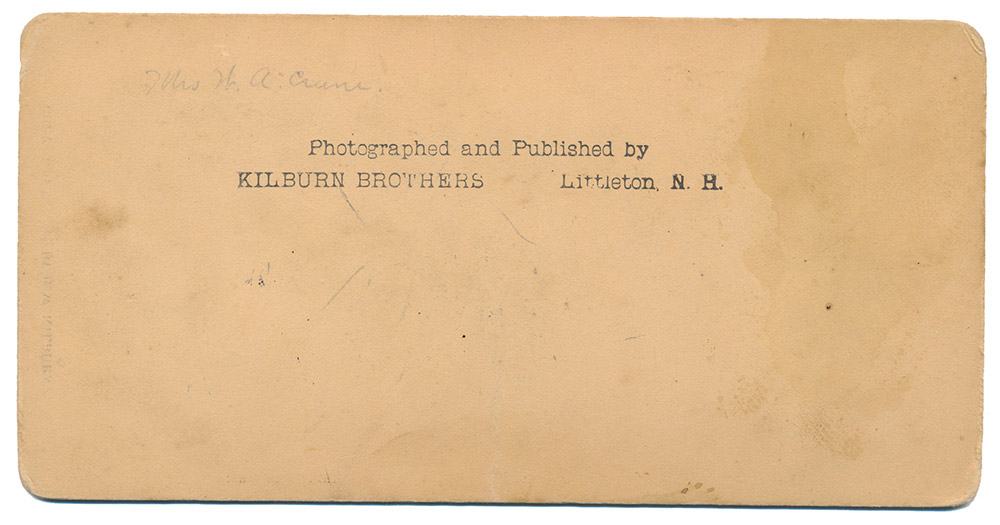 W. A.
Photographed and Published by
KILBURN BROTHERS Littleton, N. H.